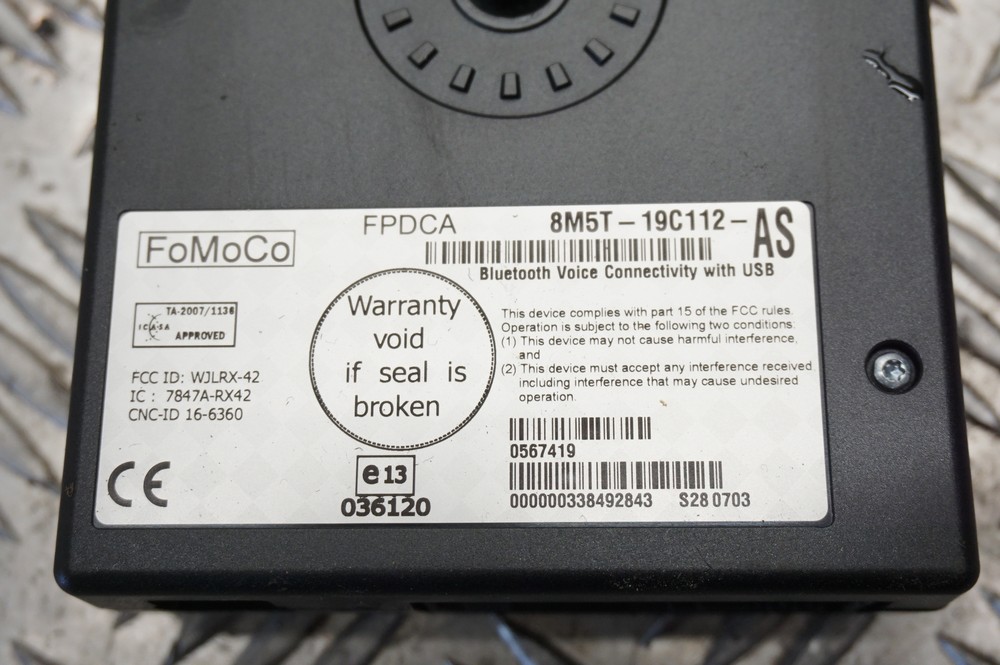 FoMoCo
FPDCA
8M5T-19C112-AS
Bluetooth Voice Connectivity with USB
TA-2007/1136
ICASA
APPROVED
FCC ID: WJLRX-42
IC : 7847A-RX42
CNC-ID 16-6360
CE
Warranty
void
if seal is
broken
e13
036120
This device complies with part 15 of the FCC rules.
Operation is subject to the following two conditions:
(1) This device may not cause harmful interference,
and
(2) This device must accept any interference received,
including interference that may cause undesired
operation.
0567419
000000338492843 S28 0703